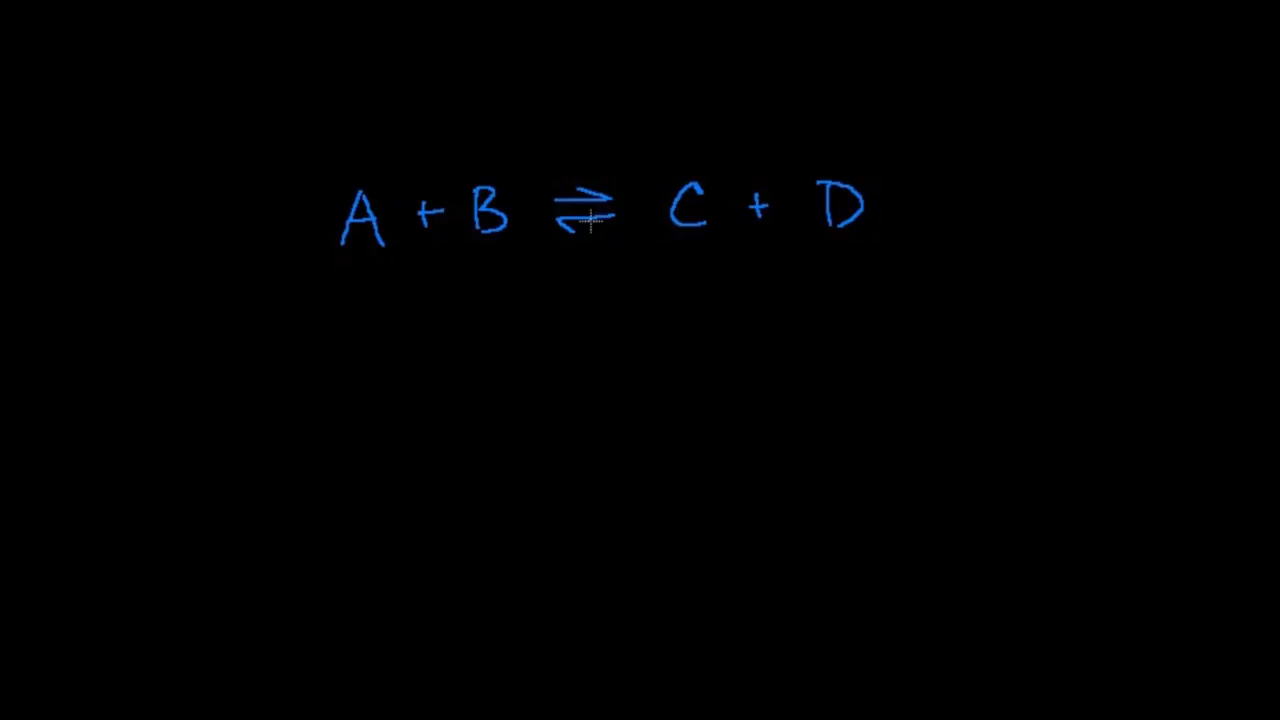 A + B ⇌ C + D